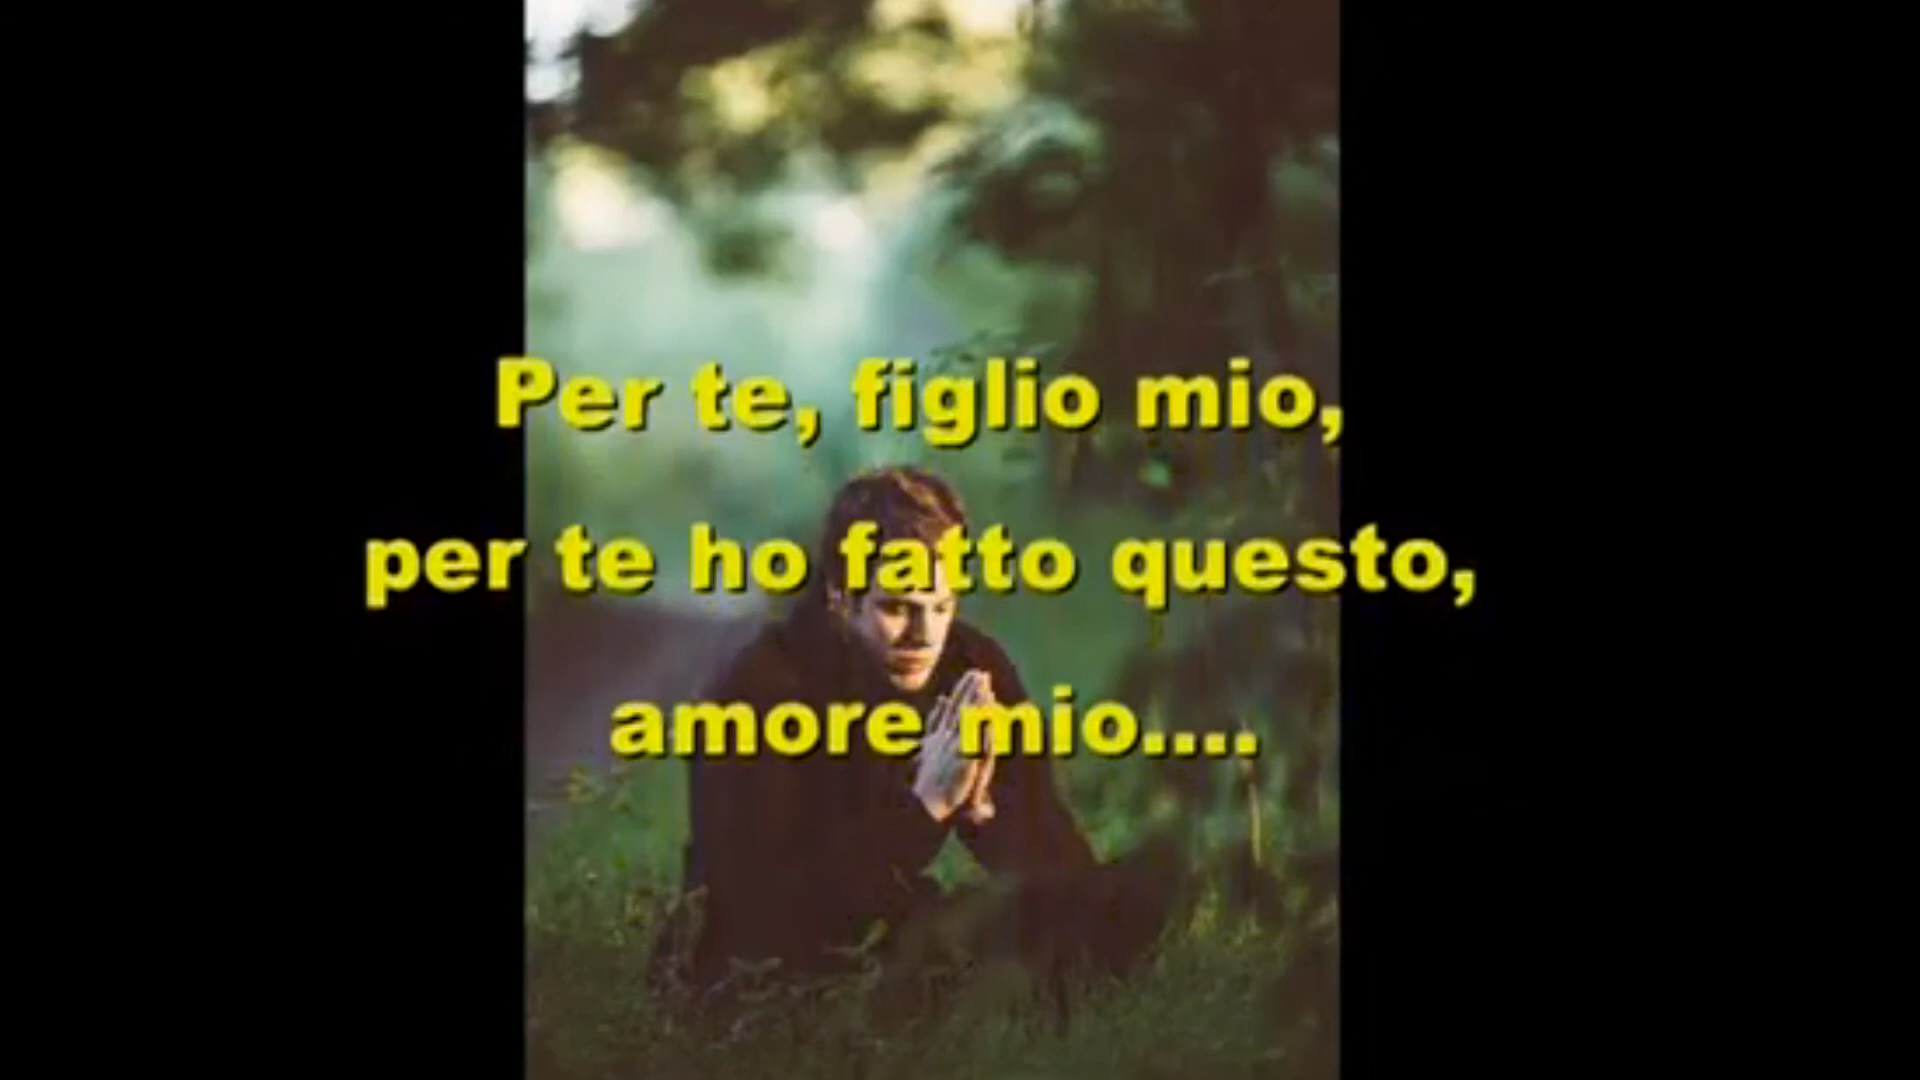 Per te, figlio mio,
per te ho fatto questo,
amore mio....